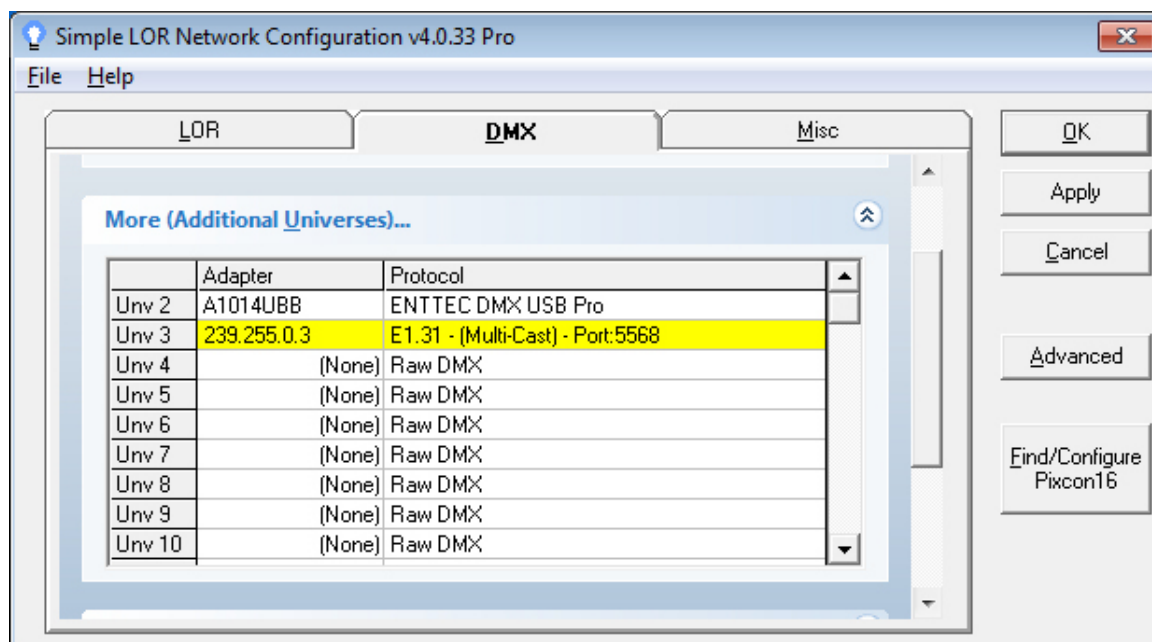 Simple LOR Network Configuration v4.0.33 Pro
File Help
LOR DMX Misc
OK
Apply
Cancel
Advanced
Find/Configure
Pixcon16
More (Additional Universes)...
Adapter Protocol
Unv 2 A1014UBB ENTTEC DMX USB Pro
Unv 3 239.255.0.3 E1.31 - (Multi-Cast) - Port:5568
Unv 4 (None) Raw DMX
Unv 5 (None) Raw DMX
Unv 6 (None) Raw DMX
Unv 7 (None) Raw DMX
Unv 8 (None) Raw DMX
Unv 9 (None) Raw DMX
Unv 10 (None) Raw DMX